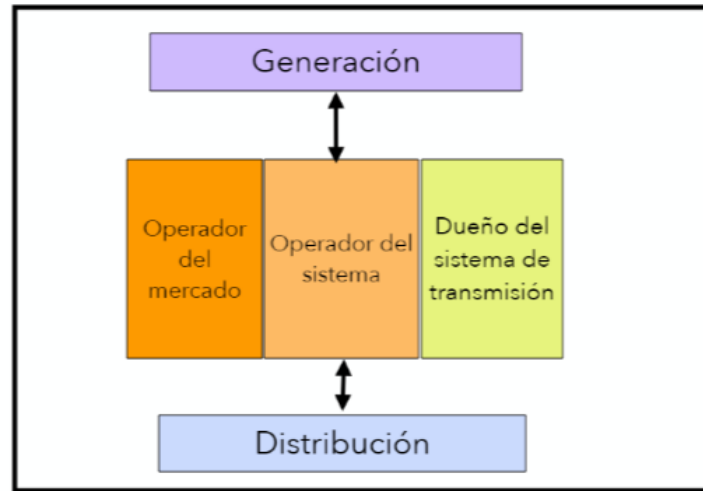 Generación
Operador
del
mercado
Operador del
sistema
Dueño del
sistema de
transmisión
Distribución